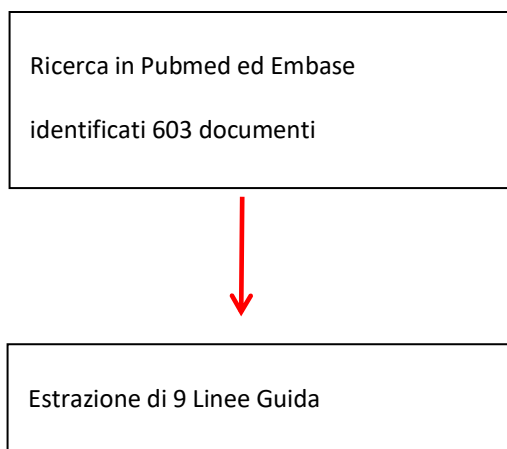 Ricerca in Pubmed ed Embase
identificati 603 documenti
Estrazione di 9 Linee Guida